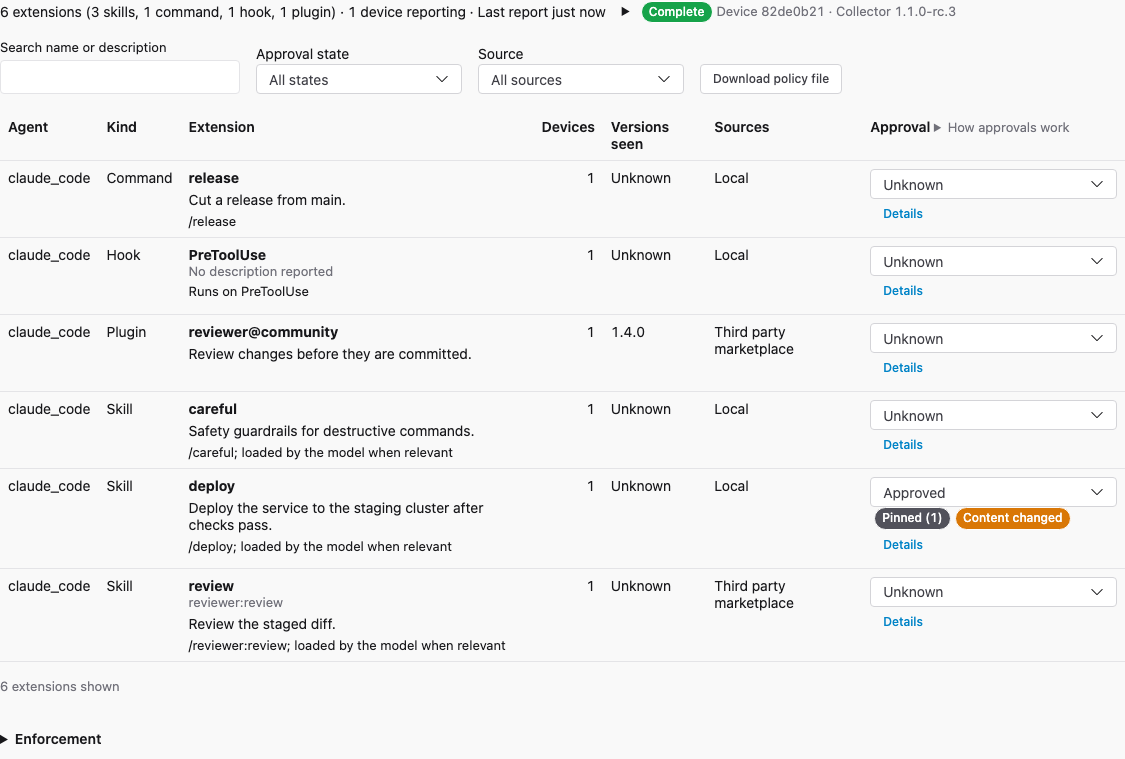 6 extensions (3 skills, 1 command, 1 hook, 1 plugin) · 1 device reporting · Last report just now ▶ Complete Device 82de0b21 · Collector 1.1.0-rc.3
Search name or description
Approval state
Source
All states
All sources
Download policy file
Agent Kind Extension Devices Versions seen Sources Approval ▶ How approvals work
claude_code Command release 1 Unknown Local Unknown
Cut a release from main.
/release
Details
claude_code Hook PreToolUse 1 Unknown Local Unknown
No description reported
Runs on PreToolUse
Details
claude_code Plugin reviewer@community 1 1.4.0 Third party marketplace Unknown
Review changes before they are committed.
Details
claude_code Skill careful 1 Unknown Local Unknown
Safety guardrails for destructive commands.
/careful; loaded by the model when relevant
Details
claude_code Skill deploy 1 Unknown Local Approved
Deploy the service to the staging cluster after
checks pass.
/deploy; loaded by the model when relevant
Pinned (1) Content changed
Details
claude_code Skill review 1 Unknown Third party marketplace Unknown
reviewer:review
Review the staged diff.
/reviewer:review; loaded by the model when relevant
Details
6 extensions shown
▶ Enforcement